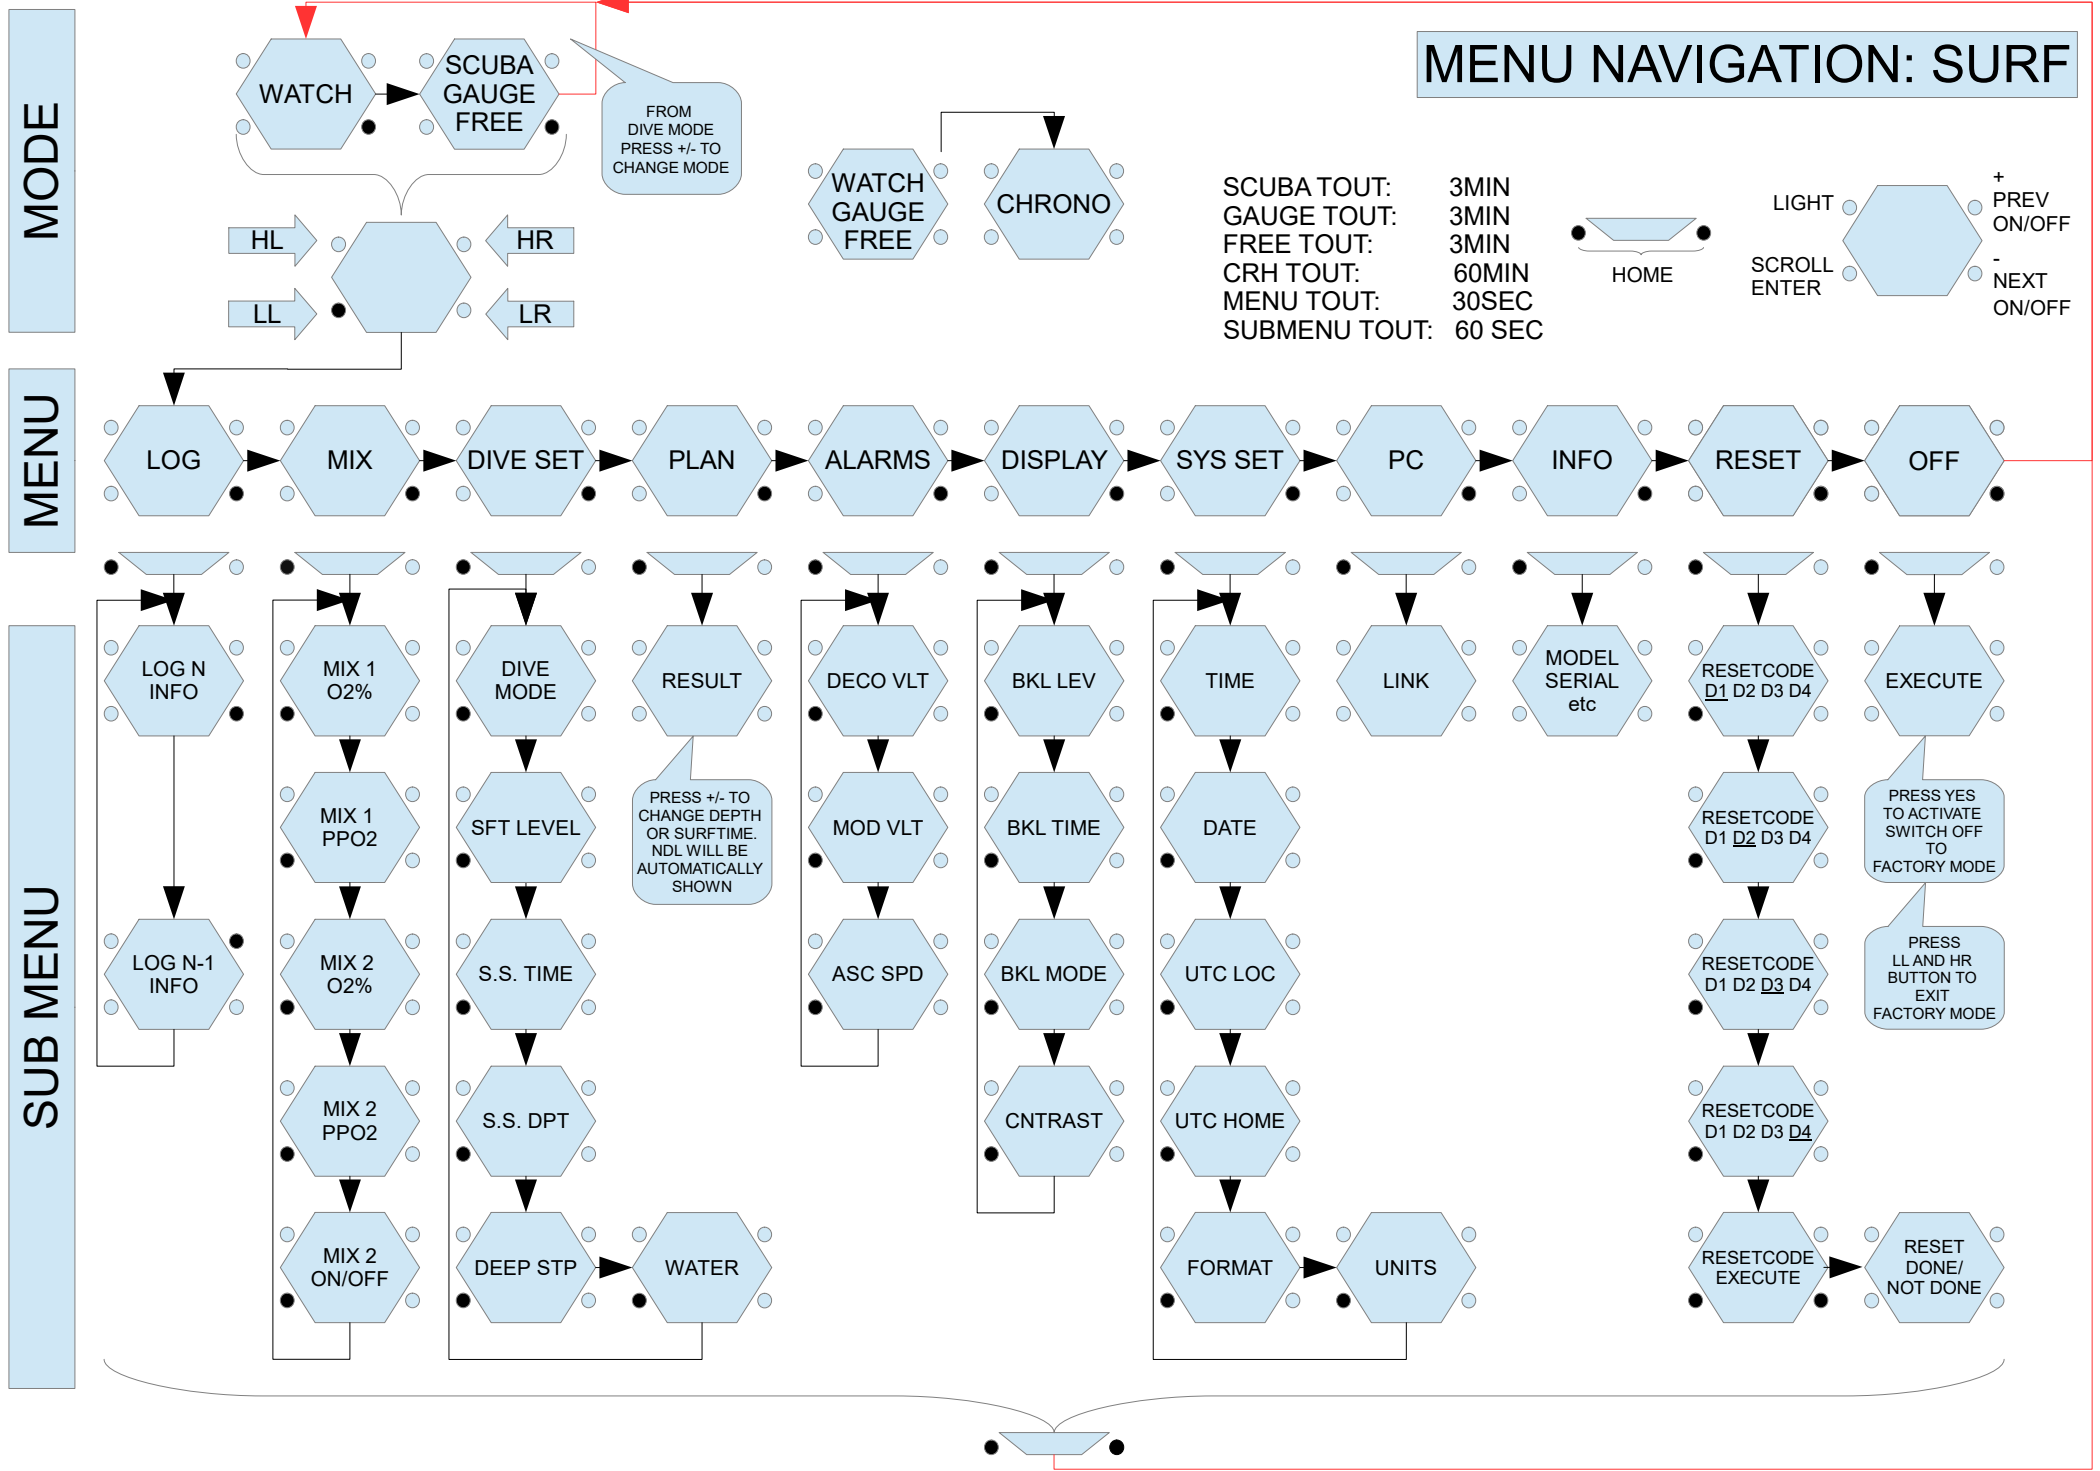 MENU NAVIGATION: SURF
MODE
WATCH
SCUBA
GAUGE
FREE
FROM
DIVE MODE
PRESS +/- TO
CHANGE MODE
HL
HR
LL
LR
WATCH
GAUGE
FREE
CHRONO
SCUBA TOUT: 3MIN
GAUGE TOUT: 3MIN
FREE TOUT: 3MIN
CRH TOUT: 60MIN
MENU TOUT: 30SEC
SUBMENU TOUT: 60 SEC
HOME
LIGHT
SCROLL
ENTER
+
PREV
ON/OFF
-
NEXT
ON/OFF
MENU
LOG
MIX
DIVE SET
PLAN
ALARMS
DISPLAY
SYS SET
PC
INFO
RESET
OFF
SUB MENU
LOG N
INFO
LOG N-1
INFO
MIX 1
O2%
MIX 1
PPO2
MIX 2
O2%
MIX 2
PPO2
MIX 2
ON/OFF
DIVE
MODE
SFT LEVEL
S.S. TIME
S.S. DPT
DEEP STP
WATER
RESULT
PRESS +/- TO
CHANGE DEPTH
OR SURFTIME.
NDL WILL BE
AUTOMATICALLY
SHOWN
DECO VLT
MOD VLT
ASC SPD
BKL LEV
BKL TIME
BKL MODE
CNTRAST
TIME
DATE
UTC LOC
UTC HOME
FORMAT
UNITS
LINK
MODEL
SERIAL
etc
RESETCODE
D1 D2 D3 D4
RESETCODE
D1 D2 D3 D4
RESETCODE
D1 D2 D3 D4
RESETCODE
D1 D2 D3 D4
RESETCODE
EXECUTE
RESET
DONE/
NOT DONE
EXECUTE
PRESS YES
TO ACTIVATE
SWITCH OFF
TO
FACTORY MODE
PRESS
LL AND HR
BUTTON TO
EXIT
FACTORY MODE